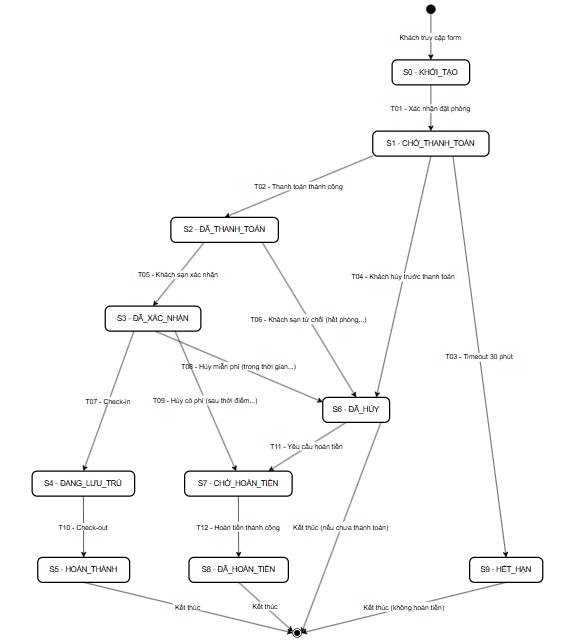 Khách truy cập form
S0 - KHỞI_TẠO
T01 - Xác nhận đặt phòng
S1 - CHỜ_THANH_TOÁN
T02 - Thanh toán thành công
S2 - ĐÃ_THANH_TOÁN
T05 - Khách sạn xác nhận
T04 - Khách hủy trước thanh toán
S3 - ĐÃ_XÁC_NHẬN
T06 - Khách sạn từ chối (hết phòng...)
T03 - Timeout 30 phút
T08 - Hủy miễn phí (trong thời gian...)
T07 - Check-in
T09 - Hủy có phí (sau thời điểm...)
S6 - ĐÃ_HỦY
T11 - Yêu cầu hoàn tiền
S4 - ĐANG_LƯU_TRÚ
S7 - CHỜ_HOÀN_TIỀN
T10 - Check-out
T12 - Hoàn tiền thành công
Kết thúc (nếu chưa thanh toán)
S5 - HOÀN_THÀNH
S8 - ĐÃ_HOÀN_TIỀN
S9 - HẾT_HẠN
Kết thúc
Kết thúc
Kết thúc (không hoàn tiền)